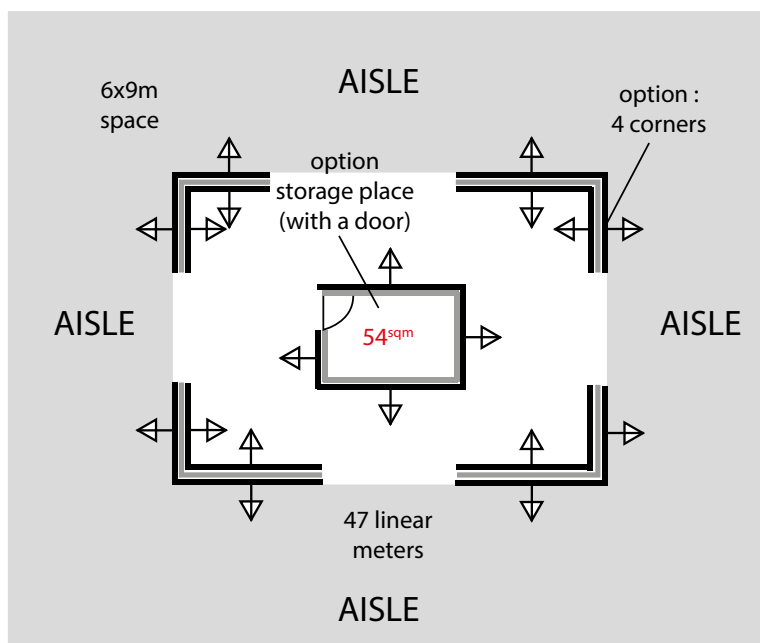 AISLE
6x9m
space
option :
4 corners
option
storage place
(with a door)
AISLE
54sqm
AISLE
47 linear
meters
AISLE